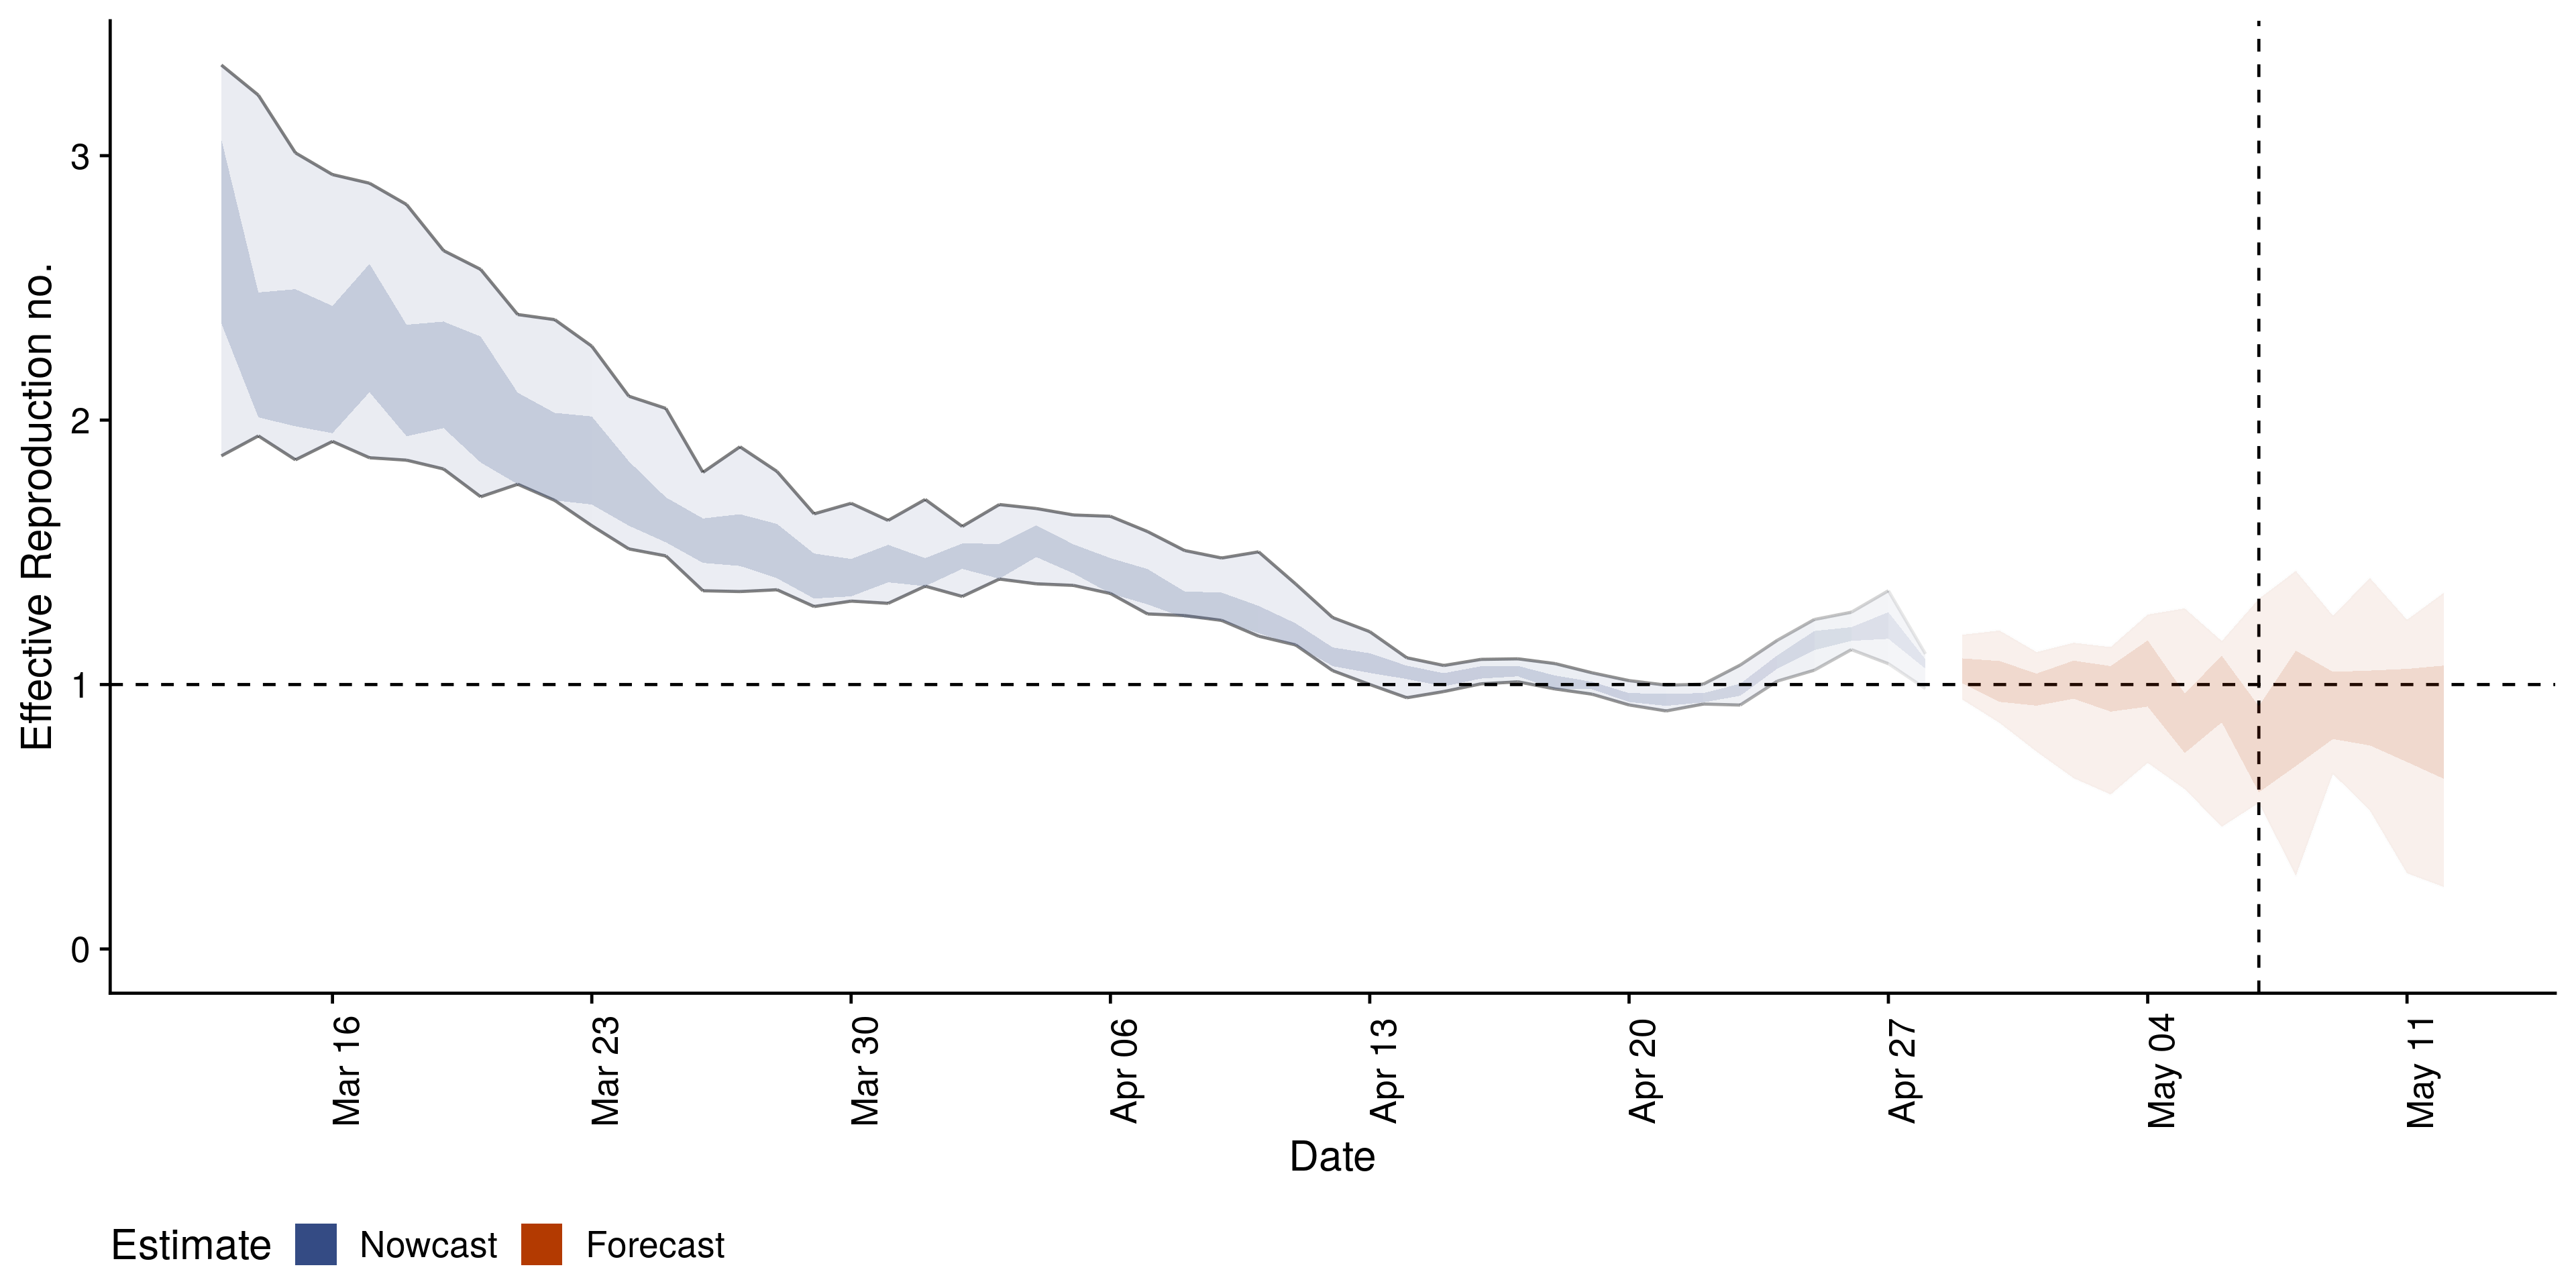 Effective Reproduction no.
3
2
1
0
Mar 16
Mar 23
Mar 30
Apr 06
Apr 13
Apr 20
Apr 27
May 04
May 11
Date
Estimate Nowcast Forecast